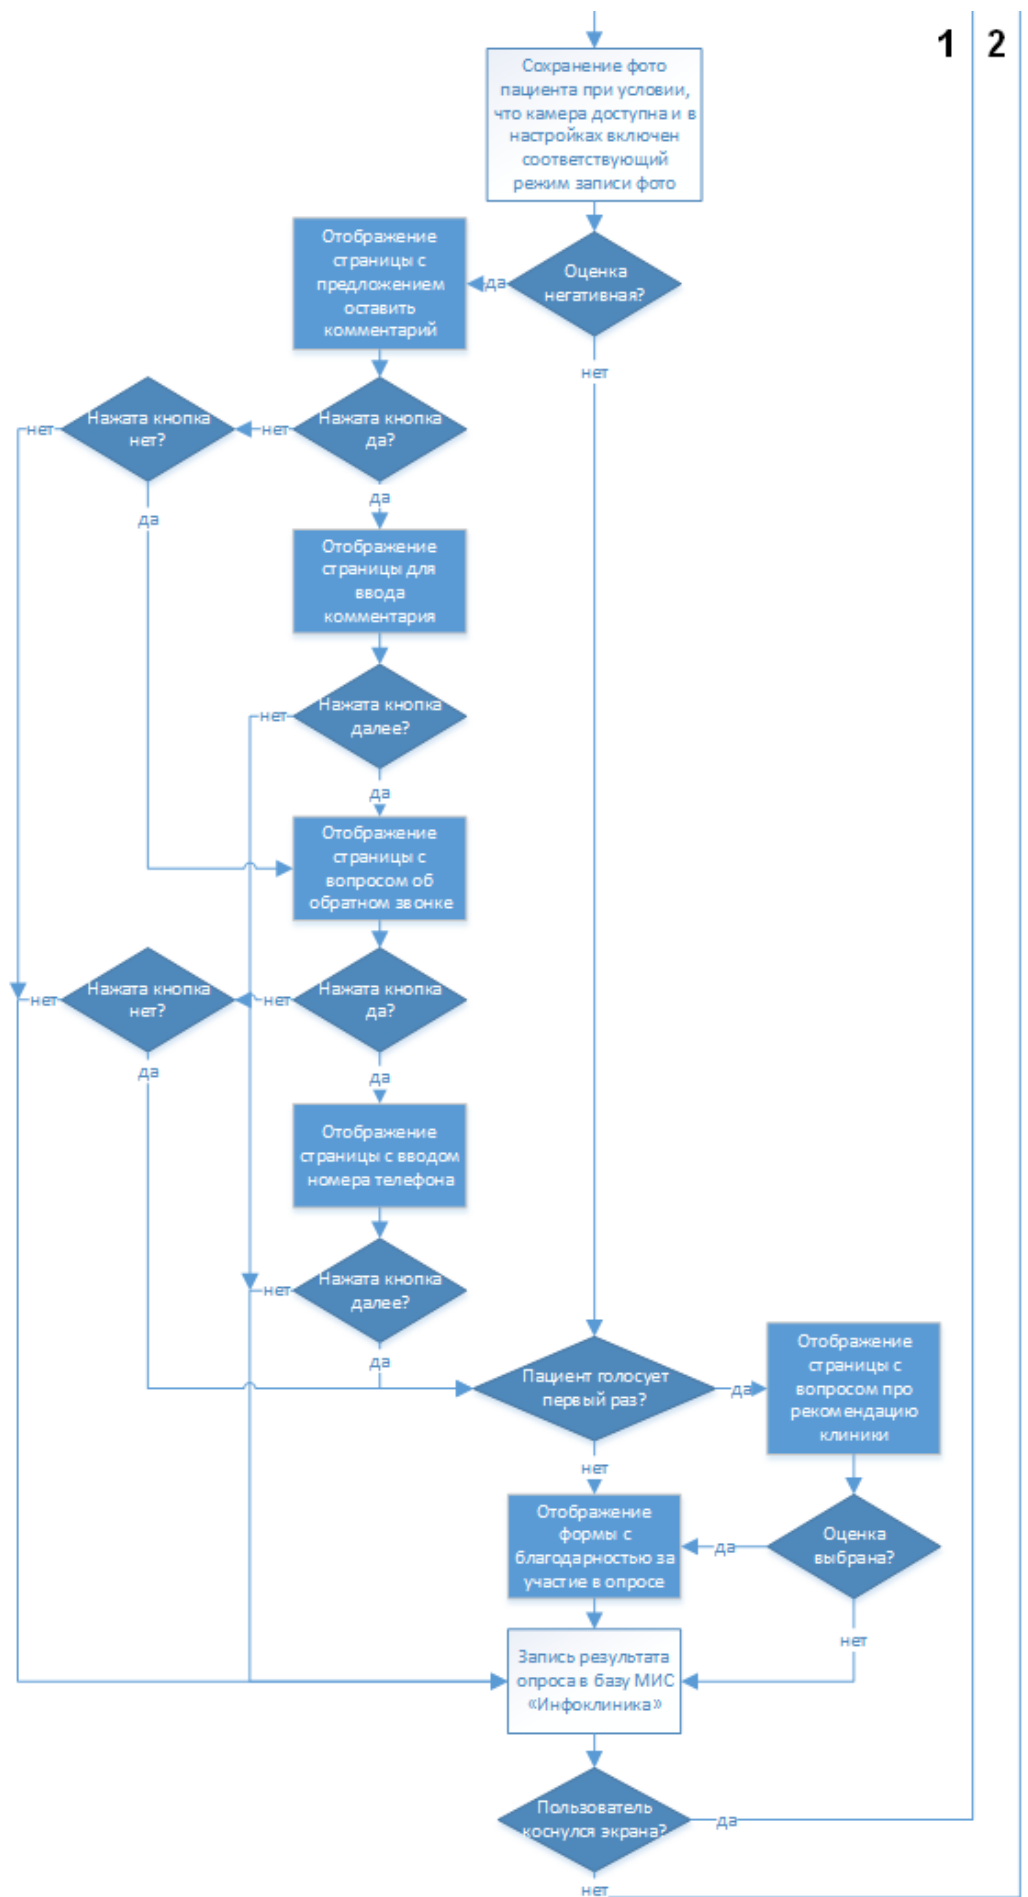 1
2
Сохранение фото
пациента при условии,
что камера доступна и в
настройках включен
соответствующий
режим записи фото
Оценка
негативная?
да
нет
Отображение
страницы с
предложением
оставить
комментарий
Нажата кнопка
да?
нет
да
Нажата кнопка
нет?
нет
да
Отображение
страницы для
ввода
комментария
Нажата кнопка
далее?
нет
да
Отображение
страницы с
вопросом об
обратном звонке
Нажата кнопка
да?
нет
да
Нажата кнопка
нет?
нет
да
Отображение
страницы с вводом
номера телефона
Нажата кнопка
далее?
нет
да
Пациент голосует
первый раз?
да
нет
Отображение
страницы с
вопросом про
рекомендацию
клиники
Оценка
выбрана?
да
нет
Отображение
формы с
благодарностью за
участие в опросе
Запись результата
опроса в базу МИС
«Инфоклиника»
Пользователь
коснулся экрана?
да
нет